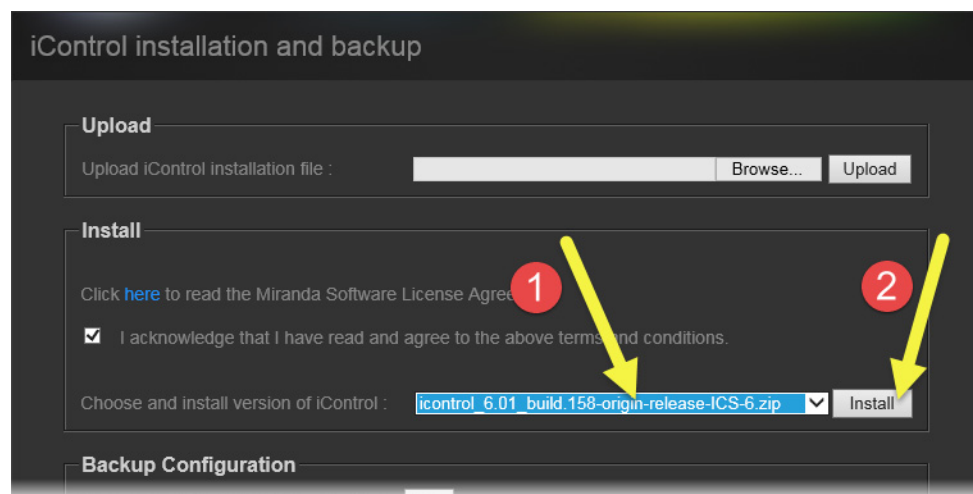 iControl installation and backup
Upload
Upload iControl installation file :
Browse...
Upload
Install
Click here to read the Miranda Software License Agree
1
2
I acknowledge that I have read and agree to the above terms and conditions.
Choose and install version of iControl :
icontrol_6.01_build.158-origin-release-ICS-6.zip
Install
Backup Configuration